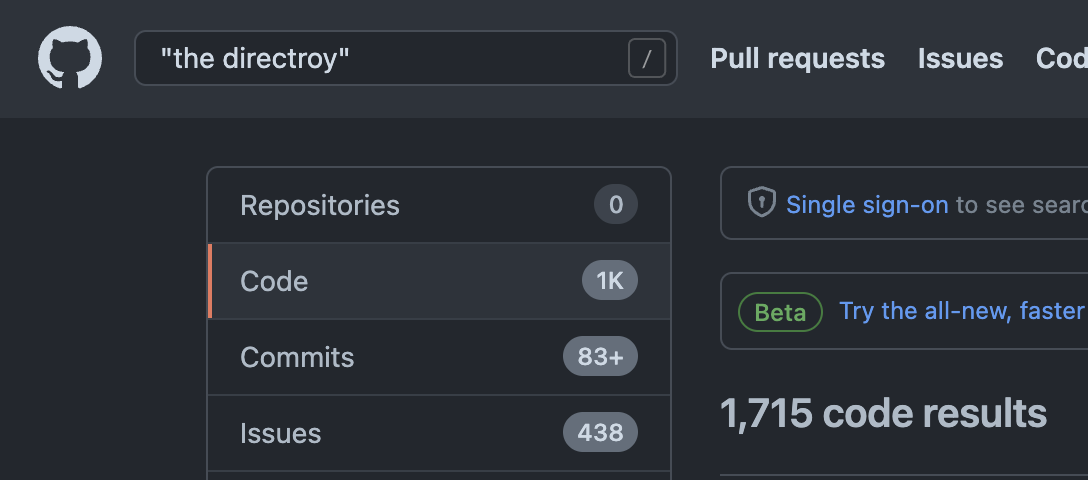 "the directroy" / Pull requests Issues Cod
Repositories 0
Single sign-on to see searc
Code 1K
Beta Try the all-new, faster
Commits 83+
1,715 code results
Issues 438